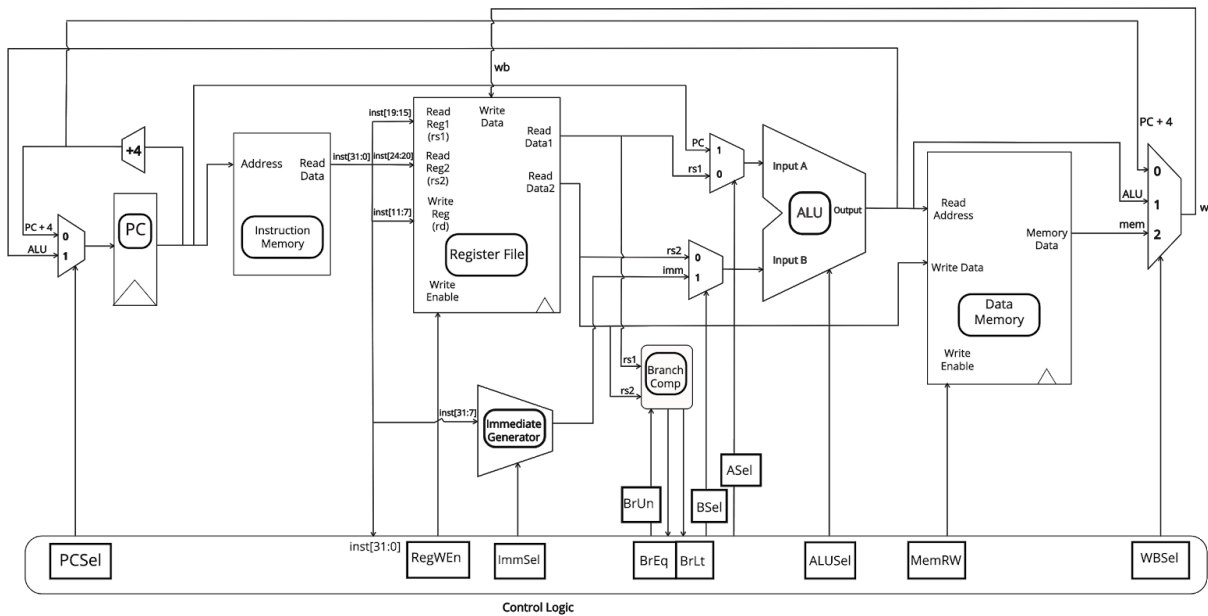 wb
PC + 4
+4
PC + 4
0
ALU
1
PC
Address
Read
Data
Instruction
Memory
inst[31:0]
inst[19:15]
inst[24:20]
inst[11:7]
Read
Reg1
(rs1)
Write
Data
Read
Data1
Read
Reg2
(rs2)
Read
Data2
Write
Reg
(rd)
Register File
Write
Enable
PC
1
rs1
0
rs2
0
imm
1
Input A
ALU
Output
Input B
Read
Address
Memory
Data
Write Data
Data
Memory
Write
Enable
0
ALU
1
mem
2
w
rs1
rs2
Branch
Comp
inst[31:7]
Immediate
Generator
ASel
BrUn
BSel
inst[31:0]
PCSel
RegWEn
ImmSel
BrEq
BrLt
ALUSel
MemRW
WBSel
Control Logic